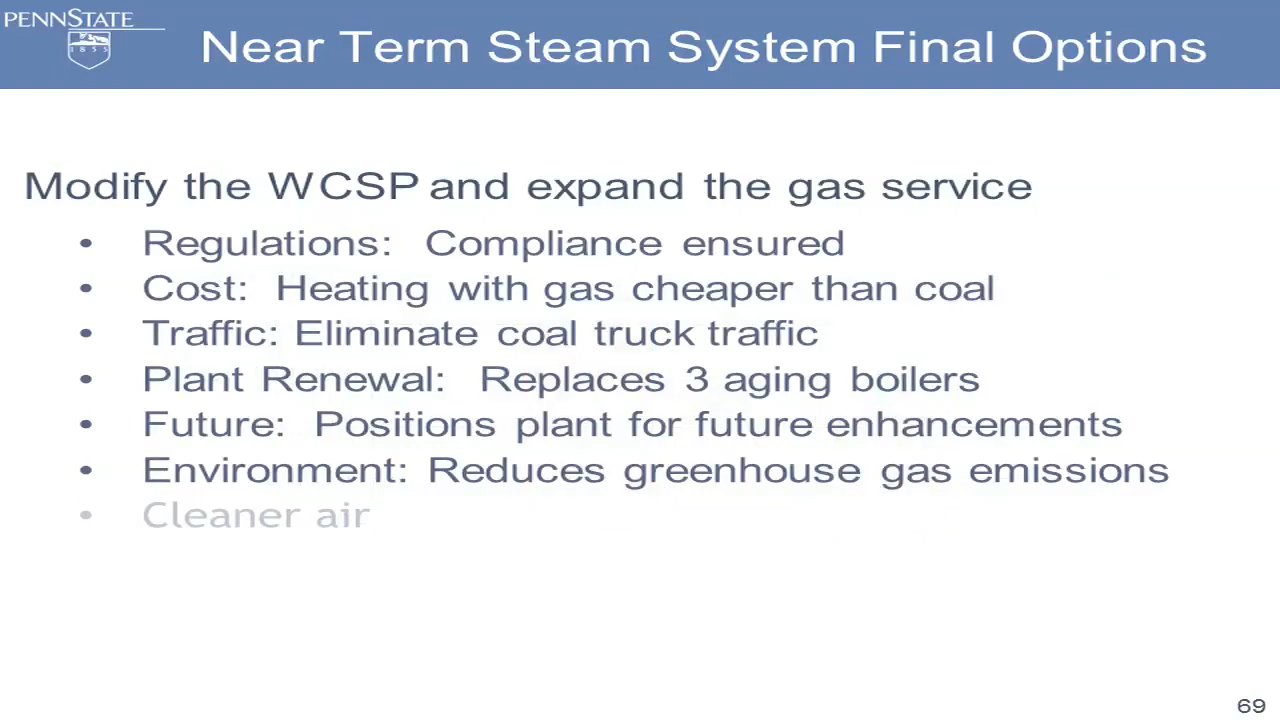 PENNSTATE
1855
Near Term Steam System Final Options
Modify the WCSP and expand the gas service
• Regulations: Compliance ensured
• Cost: Heating with gas cheaper than coal
• Traffic: Eliminate coal truck traffic
• Plant Renewal: Replaces 3 aging boilers
• Future: Positions plant for future enhancements
• Environment: Reduces greenhouse gas emissions
• Cleaner air
69